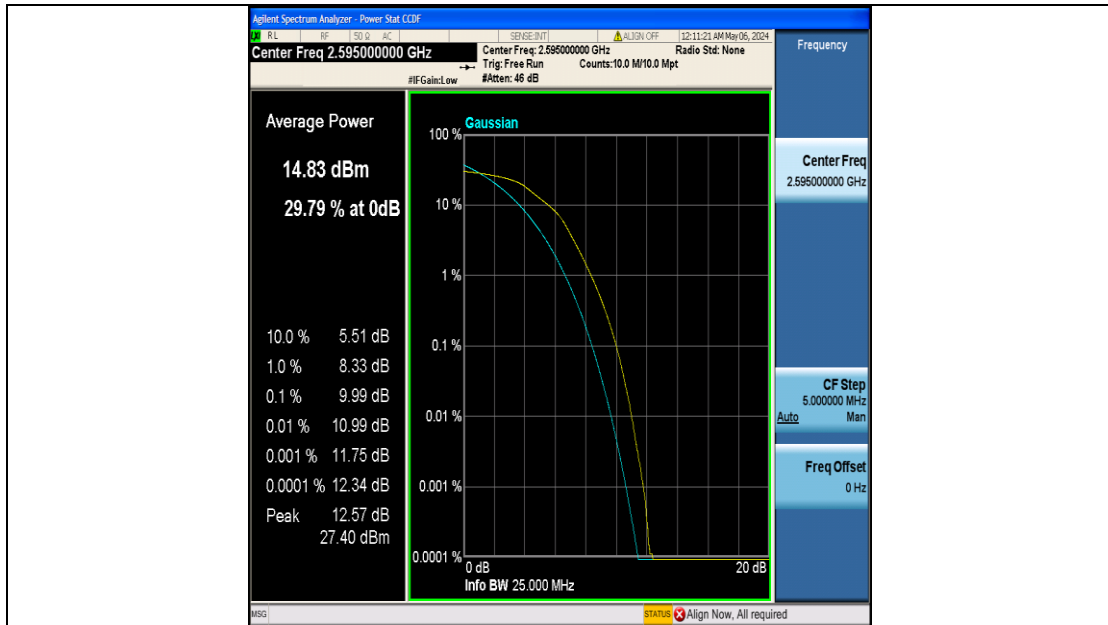 Agilent Spectrum Analyzer - Power Stat CCDF
RL RF 50 Ω AC SENSE:INT ALIGN OFF 12:11:21 AM May 06, 2024
Center Freq 2.595000000 GHz
Center Freq: 2.595000000 GHz Radio Std: None
Trig: Free Run Counts:10.0 M/10.0 Mpt
#IFGain:Low #Atten: 46 dB
Frequency
Average Power
14.83 dBm
29.79 % at 0dB
10.0 % 5.51 dB
1.0 % 8.33 dB
0.1 % 9.99 dB
0.01 % 10.99 dB
0.001 % 11.75 dB
0.0001 % 12.34 dB
Peak 12.57 dB
27.40 dBm
Gaussian
100 %
10 %
1 %
0.1 %
0.01 %
0.001 %
0.0001 %
0 dB 20 dB
Info BW 25.000 MHz
Center Freq
2.595000000 GHz
CF Step
5.000000 MHz
Auto Man
Freq Offset
0 Hz
MSG STATUS Align Now, All required